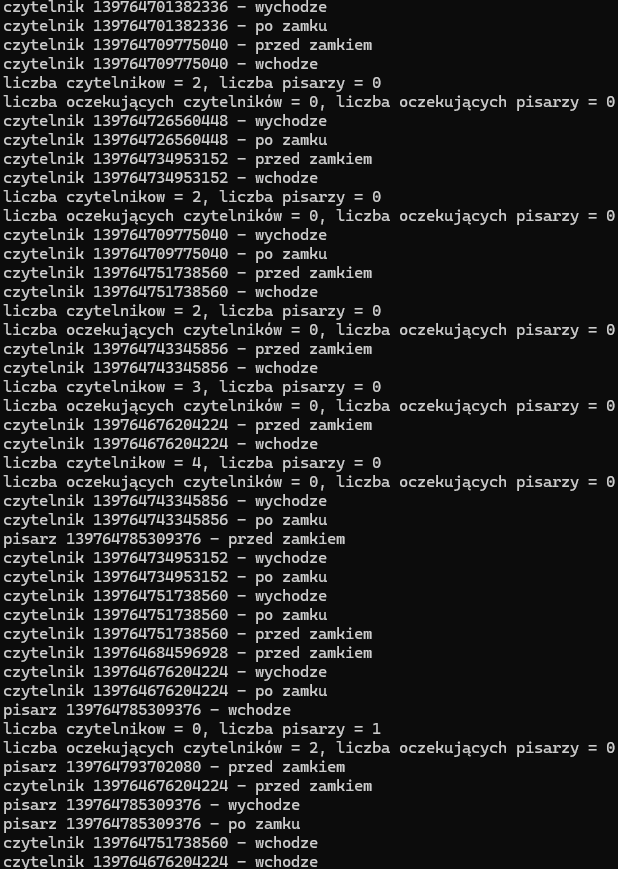 czytelnik 139764701382336 – wychodze
czytelnik 139764701382336 – po zamku
czytelnik 139764709775040 – przed zamkiem
czytelnik 139764709775040 – wchodze
liczba czytelnikow = 2, liczba pisarzy = 0
liczba oczekujących czytelników = 0, liczba oczekujących pisarzy = 0
czytelnik 139764726560448 – wychodze
czytelnik 139764726560448 – po zamku
czytelnik 139764734953152 – przed zamkiem
czytelnik 139764734953152 – wchodze
liczba czytelnikow = 2, liczba pisarzy = 0
liczba oczekujących czytelników = 0, liczba oczekujących pisarzy = 0
czytelnik 139764709775040 – wychodze
czytelnik 139764709775040 – po zamku
czytelnik 139764751738560 – przed zamkiem
czytelnik 139764751738560 – wchodze
liczba czytelnikow = 2, liczba pisarzy = 0
liczba oczekujących czytelników = 0, liczba oczekujących pisarzy = 0
czytelnik 139764743345856 – przed zamkiem
czytelnik 139764743345856 – wchodze
liczba czytelnikow = 3, liczba pisarzy = 0
liczba oczekujących czytelników = 0, liczba oczekujących pisarzy = 0
czytelnik 139764676204224 – przed zamkiem
czytelnik 139764676204224 – wchodze
liczba czytelnikow = 4, liczba pisarzy = 0
liczba oczekujących czytelników = 0, liczba oczekujących pisarzy = 0
czytelnik 139764743345856 – wychodze
czytelnik 139764743345856 – po zamku
pisarz 139764785309376 – przed zamkiem
czytelnik 139764734953152 – wychodze
czytelnik 139764734953152 – po zamku
czytelnik 139764751738560 – wychodze
czytelnik 139764751738560 – po zamku
czytelnik 139764751738560 – przed zamkiem
czytelnik 139764684596928 – przed zamkiem
czytelnik 139764676204224 – wychodze
czytelnik 139764676204224 – po zamku
pisarz 139764785309376 – wchodze
liczba czytelnikow = 0, liczba pisarzy = 1
liczba oczekujących czytelników = 2, liczba oczekujących pisarzy = 0
pisarz 139764793702080 – przed zamkiem
czytelnik 139764676204224 – przed zamkiem
pisarz 139764785309376 – wychodze
pisarz 139764785309376 – po zamku
czytelnik 139764751738560 – wchodze
czytelnik 139764676204224 – wchodze